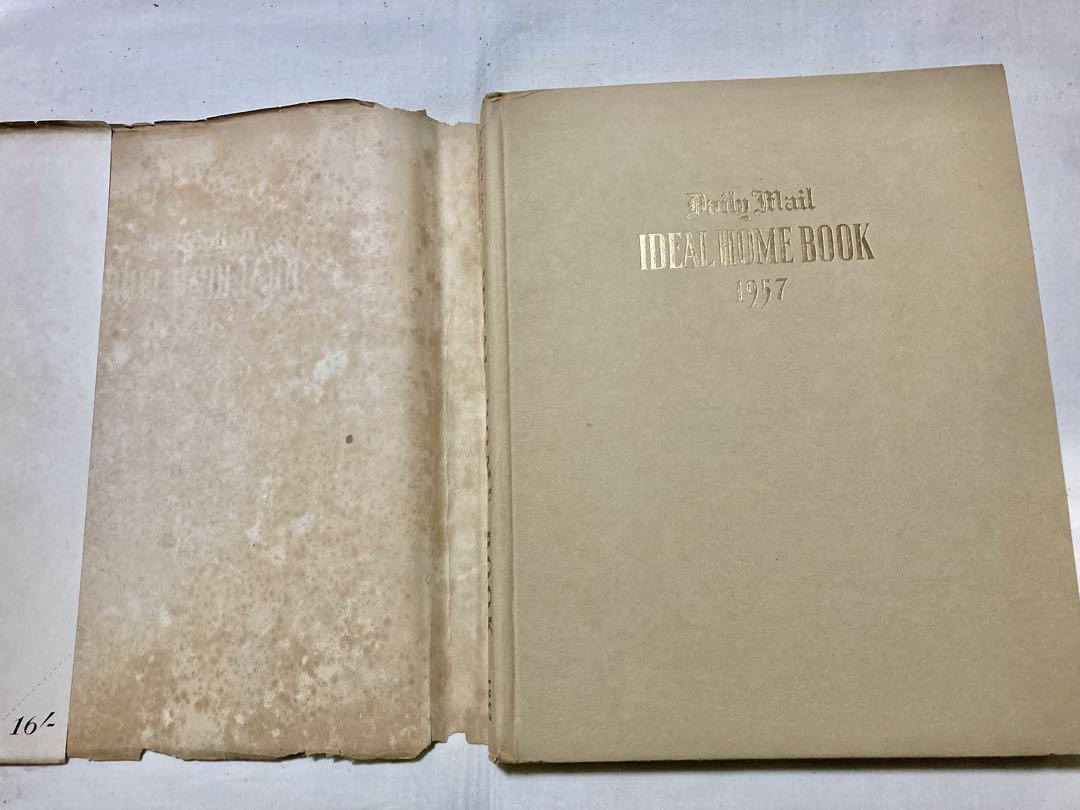 16/-
Daily Mail
IDEAL HOME BOOK
1957